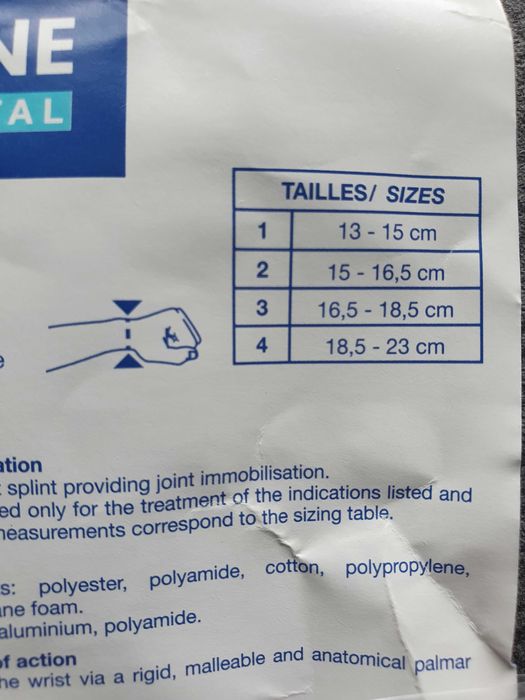 NE
AL
TAILLES/ SIZES
1 13 - 15 cm
2 15 - 16,5 cm
3 16,5 - 18,5 cm
4 18,5 - 23 cm
e
ation
splint providing joint immobilisation.
ed only for the treatment of the indications listed and
measurements correspond to the sizing table.
s: polyester, polyamide, cotton, polypropylene,
ne foam.
aluminium, polyamide.
of action
he wrist via a rigid, malleable and anatomical palmar